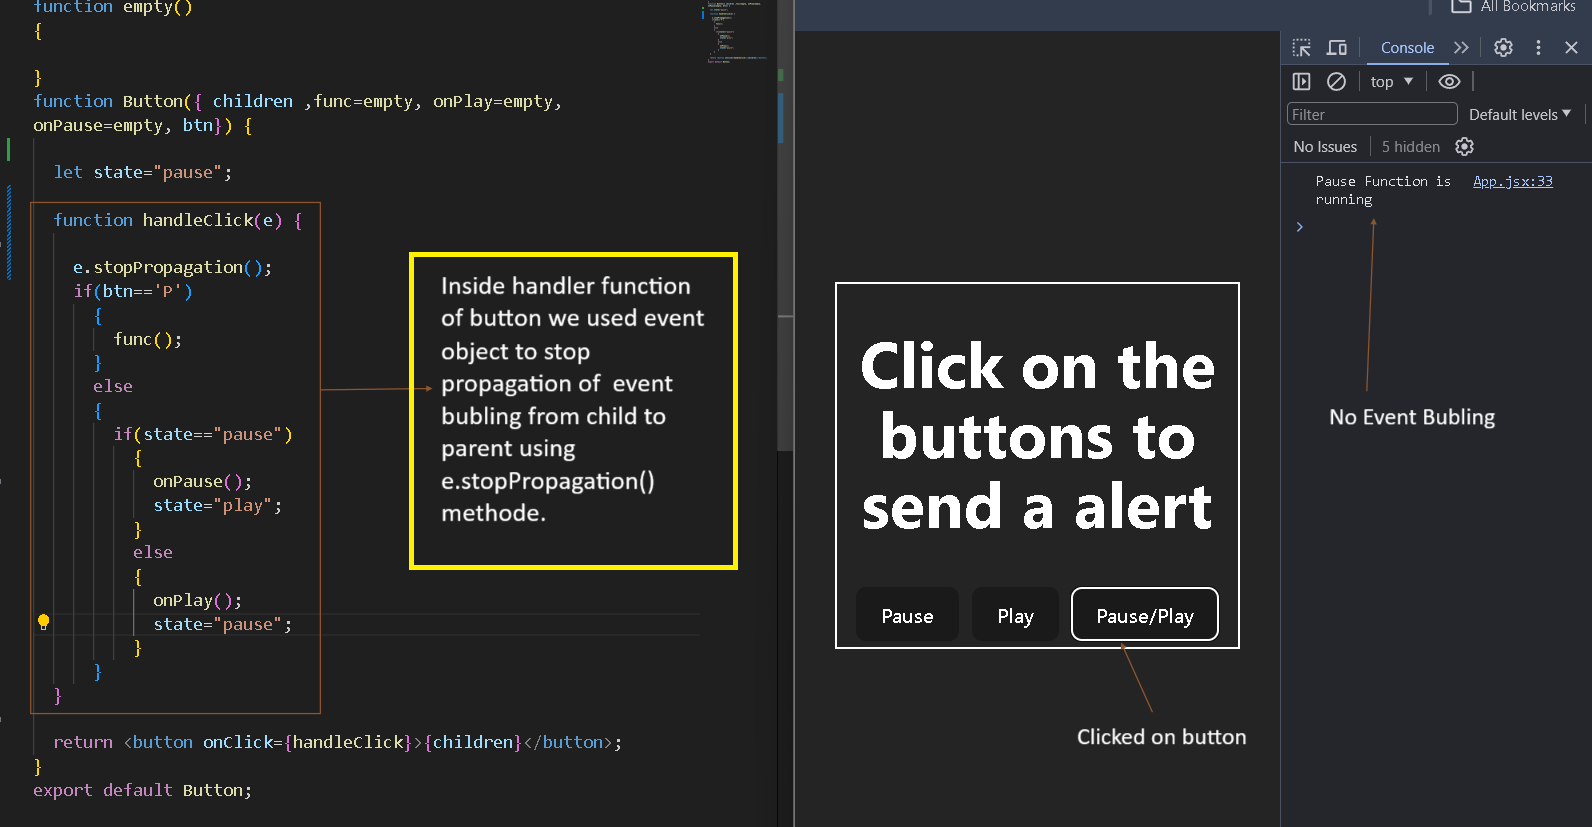 function empty()
{
}
function Button({ children ,func=empty, onPlay=empty,
onPause=empty, btn}) {
let state="pause";
function handleClick(e) {
e.stopPropagation();
if(btn=='P')
{
func();
}
else
{
if(state=="pause")
{
onPause();
state="play";
}
else
{
onPlay();
state="pause";
}
}
}
return <button onClick={handleClick}>{children}</button>;
}
export default Button;
Inside handler function
of button we used event
object to stop
propagation of event
bubling from child to
parent using
e.stopPropagation()
methode.
Click on the
buttons to
send a alert
Pause
Play
Pause/Play
Clicked on button
All Bookmarks
Console
top
Filter
Default levels
No Issues
5 hidden
Pause Function is App.jsx:33
running
No Event Bubling